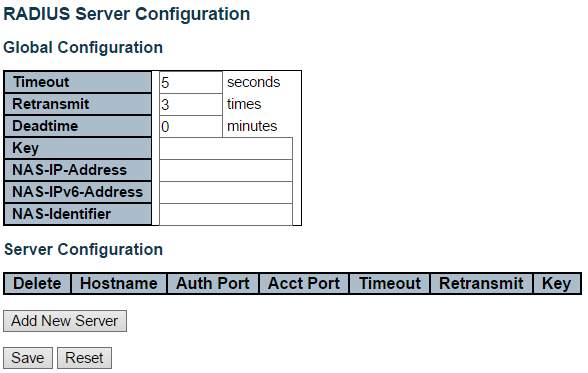 RADIUS Server Configuration
Global Configuration
Timeout 5 seconds
Retransmit 3 times
Deadtime 0 minutes
Key
NAS-IP-Address
NAS-IPv6-Address
NAS-Identifier
Server Configuration
Delete Hostname Auth Port Acct Port Timeout Retransmit Key
Add New Server
Save Reset